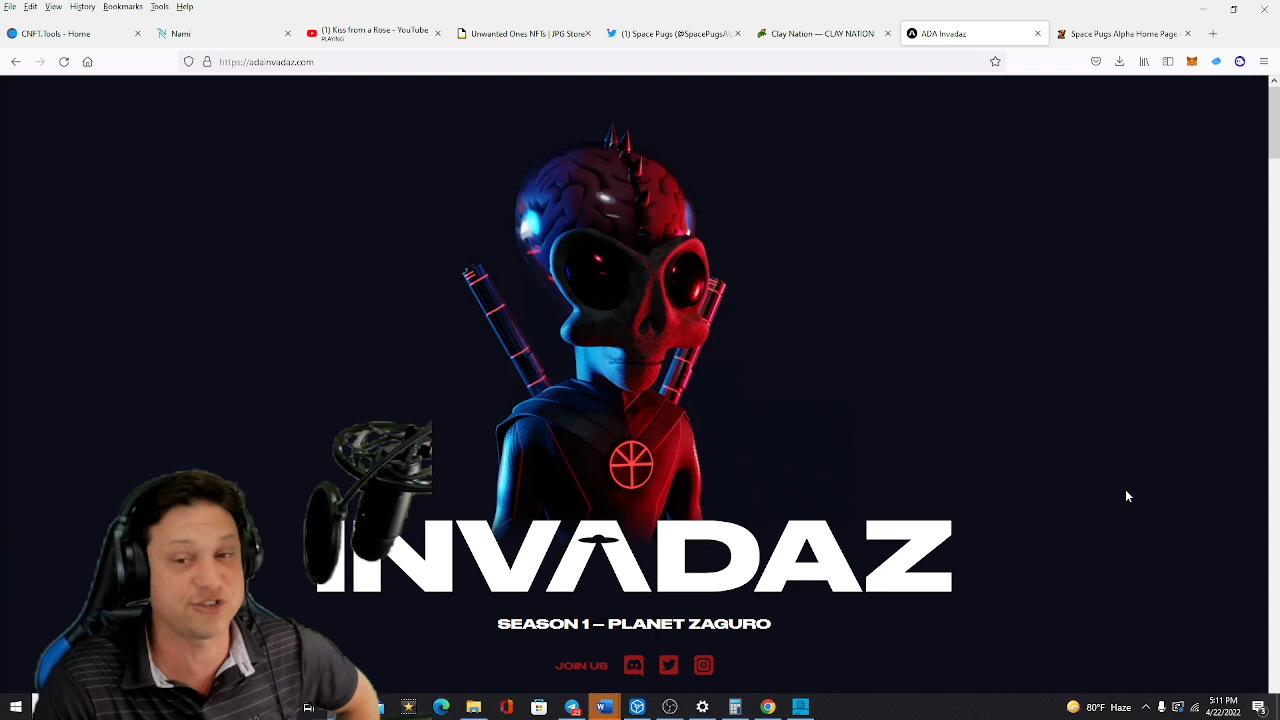 File Edit View History Bookmarks Tools Help
CNFT.Tools - Home
Nami
(1) Kiss from a Rose - YouTube
PLAYING
Unwanted Ones NFTs | JPG Store
(1) Space Pugs (@SpacePugsAl
Clay Nation — CLAY NATION
ADA Invadaz
Space Pugs Alpha Home Page -
https://adainvadaz.com
INVADAZ
SEASON 1 – PLANET ZAGURO
JOIN US
23
80°F Haze
5:11 PM
4/22/2022